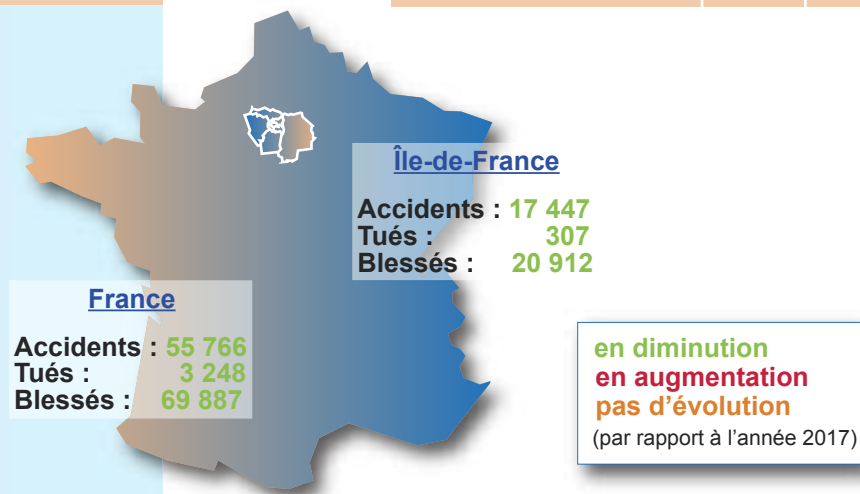 Île-de-France
Accidents : 17 447
Tués : 307
Blessés : 20 912
France
Accidents : 55 766
Tués : 3 248
Blessés : 69 887
en diminution
en augmentation
pas d’évolution
(par rapport à l’année 2017)